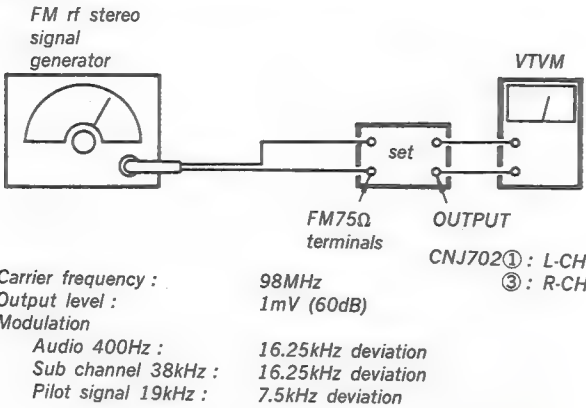 FM rf stereo
signal
generator
VTVM
set
FM75Ω
terminals
OUTPUT
CNJ702①: L-CH
③: R-CH
Carrier frequency : 98MHz
Output level : 1mV (60dB)
Modulation
Audio 400Hz : 16.25kHz deviation
Sub channel 38kHz : 16.25kHz deviation
Pilot signal 19kHz : 7.5kHz deviation